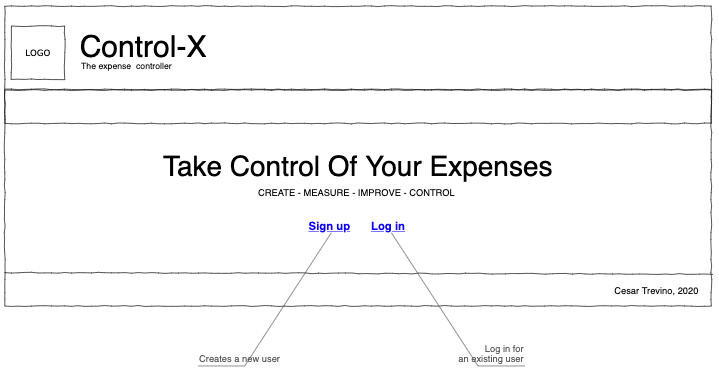 LOGO
Control-X
The expense controller
Take Control Of Your Expenses
CREATE - MEASURE - IMPROVE - CONTROL
Sign up
Log in
Cesar Trevino, 2020
Creates a new user
Log in for
an existing user